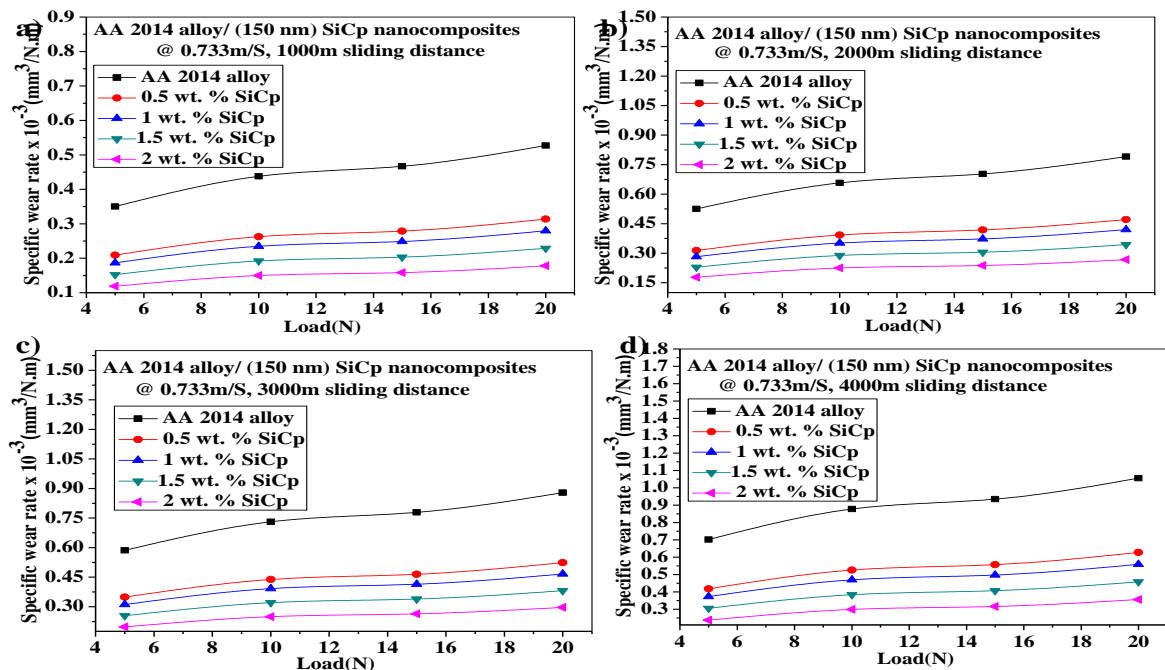 a)
AA 2014 alloy/ (150 nm) SiCp nanocomposites
@ 0.733m/S, 1000m sliding distance
AA 2014 alloy
0.5 wt. % SiCp
1 wt. % SiCp
1.5 wt. % SiCp
2 wt. % SiCp
Specific wear rate x 10⁻³(mm³/N.m)
0.9
0.8
0.7
0.6
0.5
0.4
0.3
0.2
0.1
4 6 8 10 12 14 16 18 20
Load(N)
b)
AA 2014 alloy/ (150 nm) SiCp nanocomposites
@ 0.733m/S, 2000m sliding distance
AA 2014 alloy
0.5 wt. % SiCp
1 wt. % SiCp
1.5 wt. % SiCp
2 wt. % SiCp
Specific wear rate x 10⁻³(mm³/N.m)
1.50
1.35
1.20
1.05
0.90
0.75
0.60
0.45
0.30
0.15
4 6 8 10 12 14 16 18 20
Load(N)
c)
AA 2014 alloy/ (150 nm) SiCp nanocomposites
@ 0.733m/S, 3000m sliding distance
AA 2014 alloy
0.5 wt. % SiCp
1 wt. % SiCp
1.5 wt. % SiCp
2 wt. % SiCp
Specific wear rate x 10⁻³(mm³/N.m)
1.50
1.35
1.20
1.05
0.90
0.75
0.60
0.45
0.30
4 6 8 10 12 14 16 18 20
Load(N)
d)
AA 2014 alloy/ (150 nm) SiCp nanocomposites
@ 0.733m/S, 4000m sliding distance
AA 2014 alloy
0.5 wt. % SiCp
1 wt. % SiCp
1.5 wt. % SiCp
2 wt. % SiCp
Specific wear rate x 10⁻³(mm³/N.m)
1.8
1.7
1.6
1.5
1.4
1.3
1.2
1.1
1.0
0.9
0.8
0.7
0.6
0.5
0.4
0.3
4 6 8 10 12 14 16 18 20
Load(N)